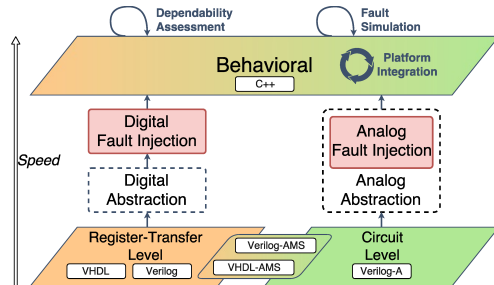 Dependability
Assessment
Fault
Simulation
Behavioral
C++
Platform
Integration
Digital
Fault Injection
Analog
Fault Injection
Speed
Digital
Abstraction
Analog
Abstraction
Register-Transfer
Level
VHDL
Verilog
Verilog-AMS
VHDL-AMS
Circuit
Level
Verilog-A